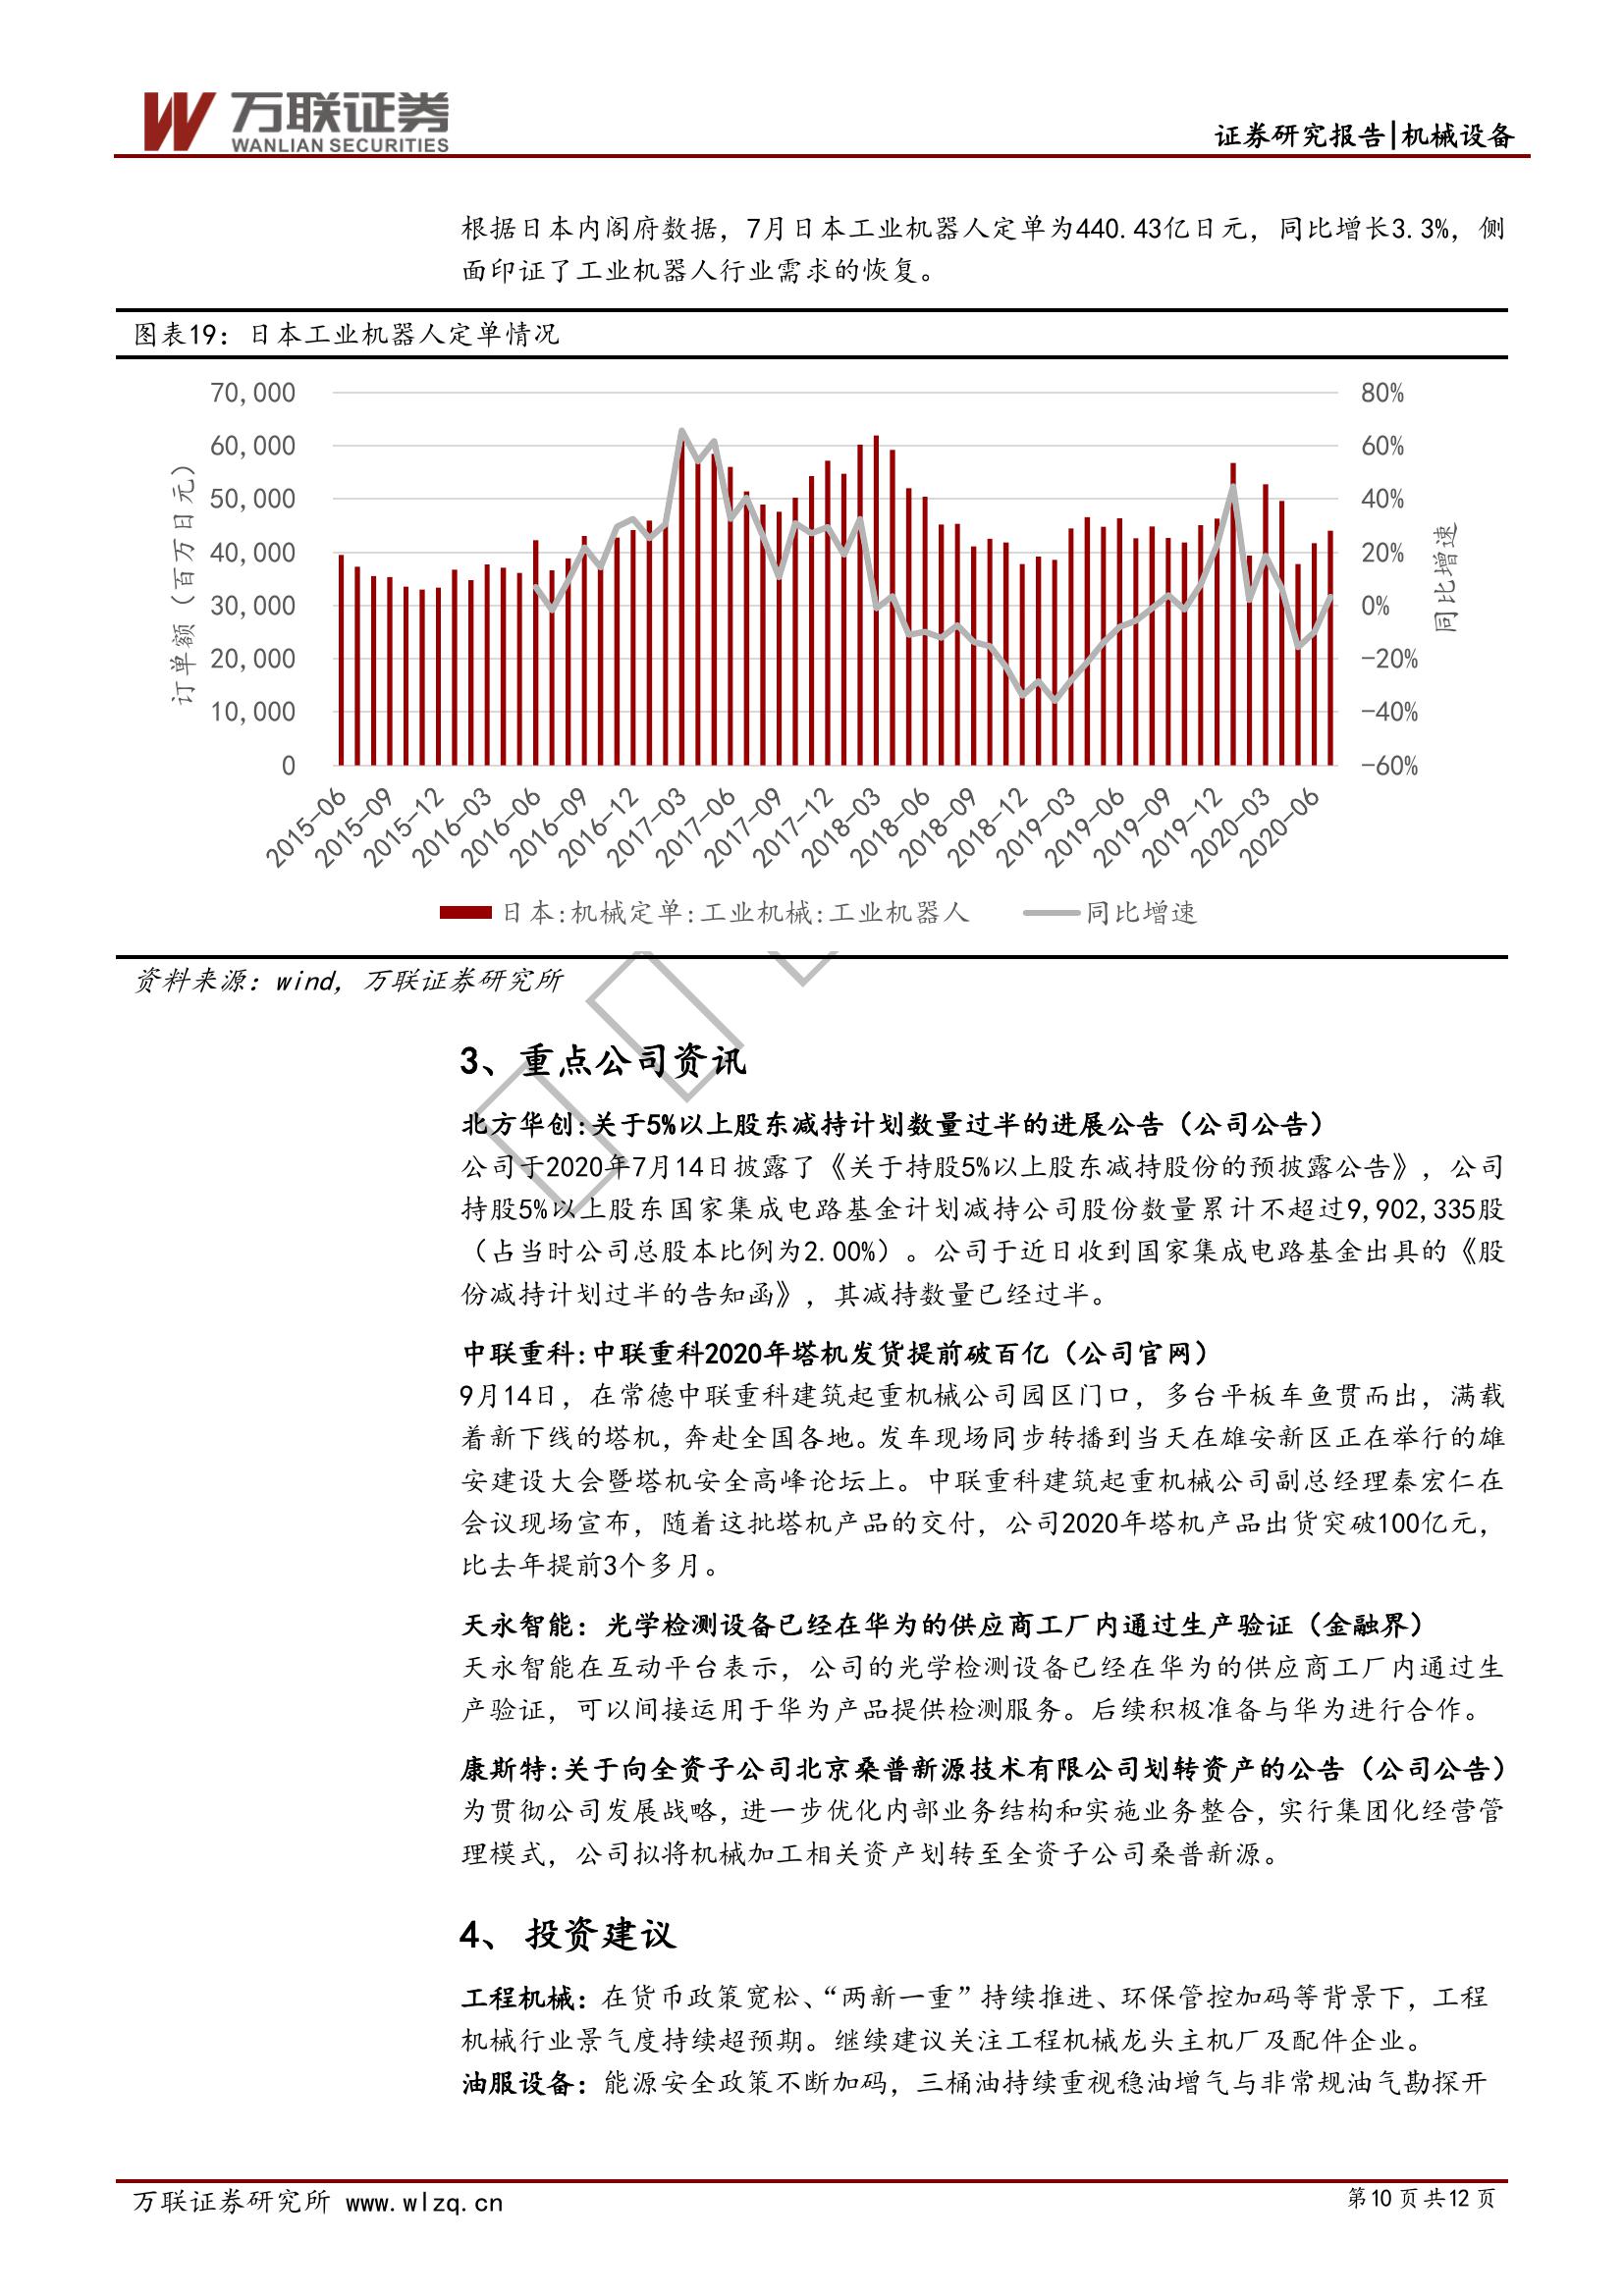 万联证券
WANLIAN SECURITIES
证券研究报告|机械设备
根据日本内阁府数据，7月日本工业机器人定单为440.43亿日元，同比增长3.3%，侧
面印证了工业机器人行业需求的恢复。
图表19：日本工业机器人定单情况
70,000
60,000
50,000
40,000
30,000
20,000
10,000
0
订单额（百万日元）
80%
60%
40%
20%
0%
-20%
-40%
-60%
同比增速
2015-06
2015-09
2015-12
2016-03
2016-06
2016-09
2016-12
2017-03
2017-06
2017-09
2017-12
2018-03
2018-06
2018-09
2018-12
2019-03
2019-06
2019-09
2019-12
2020-03
2020-06
日本:机械定单:工业机械:工业机器人
同比增速
资料来源：wind，万联证券研究所
3、重点公司资讯
北方华创:关于5%以上股东减持计划数量过半的进展公告（公司公告）
公司于2020年7月14日披露了《关于持股5%以上股东减持股份的预披露公告》，公司
持股5%以上股东国家集成电路基金计划减持公司股份数量累计不超过9,902,335股
（占当时公司总股本比例为2.00%）。公司于近日收到国家集成电路基金出具的《股
份减持计划过半的告知函》，其减持数量已经过半。
中联重科:中联重科2020年塔机发货提前破百亿（公司官网）
9月14日，在常德中联重科建筑起重机械公司园区门口，多台平板车鱼贯而出，满载
着新下线的塔机，奔赴全国各地。发车现场同步转播到当天在雄安新区正在举行的雄
安建设大会暨塔机安全高峰论坛上。中联重科建筑起重机械公司副总经理秦宏仁在
会议现场宣布，随着这批塔机产品的交付，公司2020年塔机产品出货突破100亿元，
比去年提前3个多月。
天永智能：光学检测设备已经在华为的供应商工厂内通过生产验证（金融界）
天永智能在互动平台表示，公司的光学检测设备已经在华为的供应商工厂内通过生
产验证，可以间接运用于华为产品提供检测服务。后续积极准备与华为进行合作。
康斯特:关于向全资子公司北京桑普新源技术有限公司划转资产的公告（公司公告）
为贯彻公司发展战略，进一步优化内部业务结构和实施业务整合，实行集团化经营管
理模式，公司拟将机械加工相关资产划转至全资子公司桑普新源。
4、 投资建议
工程机械：在货币政策宽松、“两新一重”持续推进、环保管控加码等背景下，工程
机械行业景气度持续超预期。继续建议关注工程机械龙头主机厂及配件企业。
油服设备：能源安全政策不断加码，三桶油持续重视稳油增气与非常规油气勘探开
万联证券研究所 www.wlzq.cn
第10页共12页